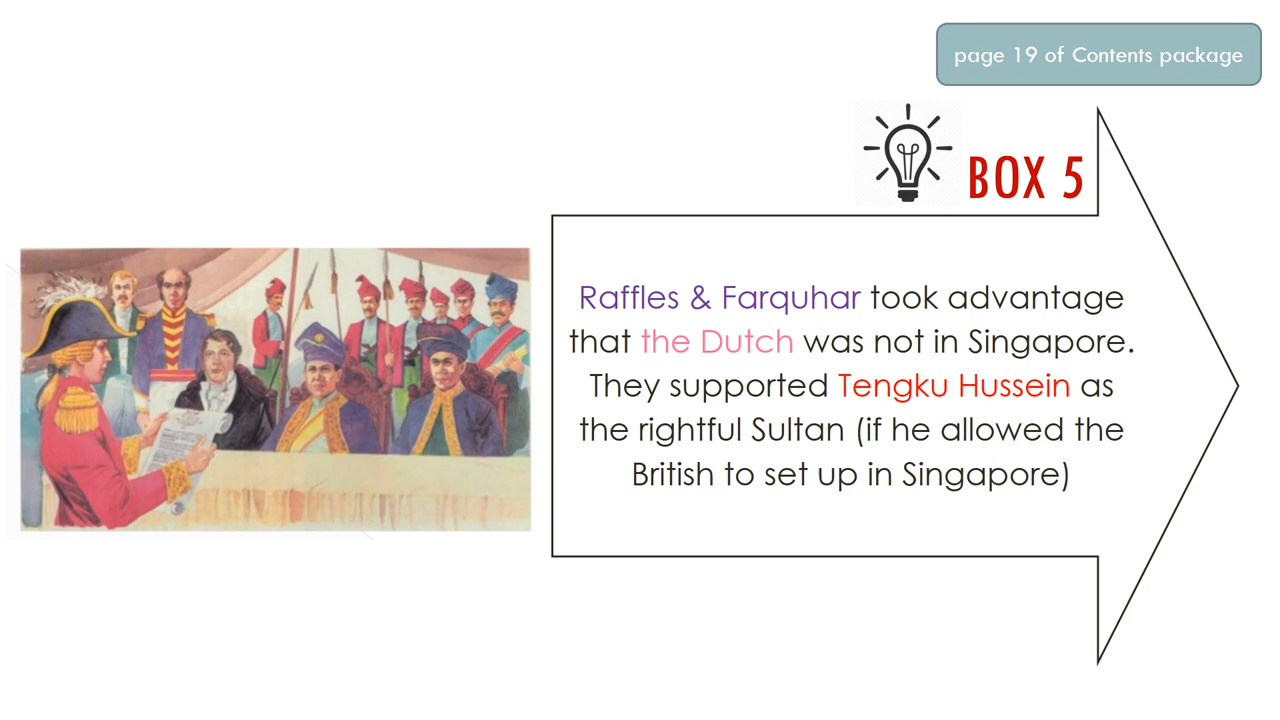 page 19 of Contents package
BOX 5
Raffles & Farquhar took advantage
that the Dutch was not in Singapore.
They supported Tengku Hussein as
the rightful Sultan (if he allowed the
British to set up in Singapore)